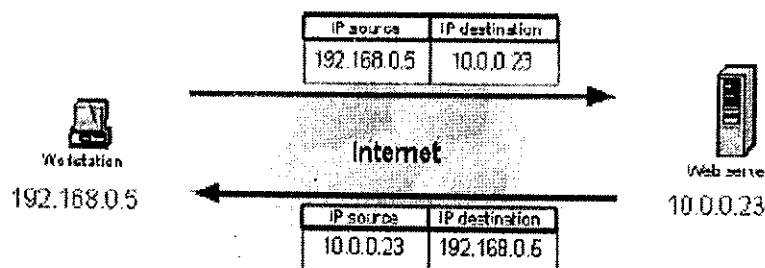 IP source IP destination
192.168.0.5 10.0.0.23
Workstation
192.168.0.5
Internet
Web serve
10.0.0.23
IP source IP destination
10.0.0.23 192.168.0.5